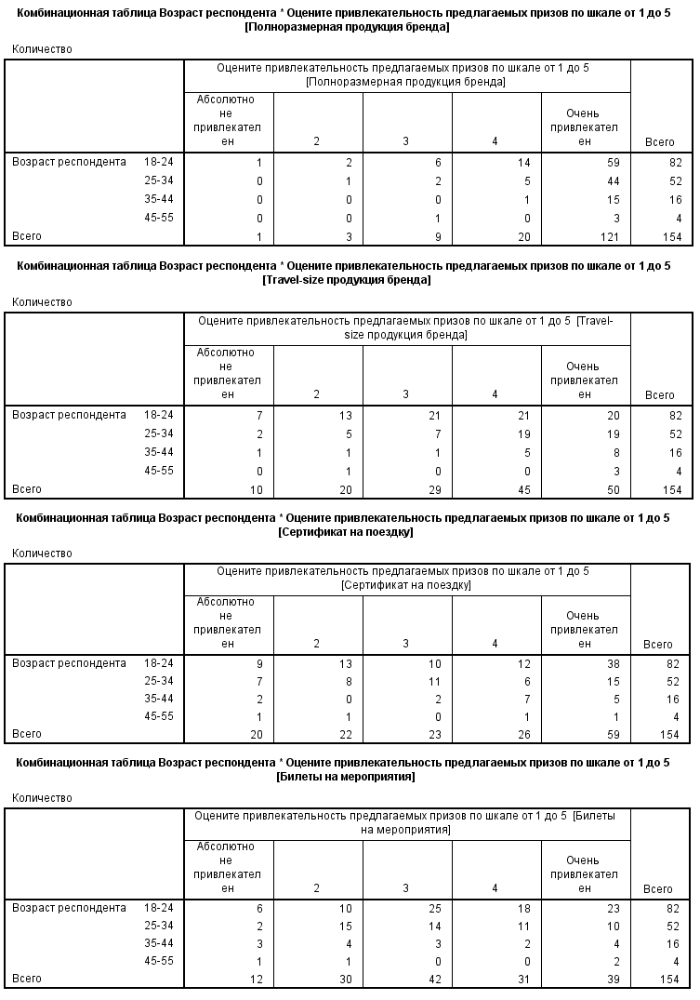 Комбинационная таблица Возраст респондента * Оцените привлекательность предлагаемых призов по шкале от 1 до 5
[Полноразмерная продукция бренда]
Количество
Оцените привлекательность предлагаемых призов по шкале от 1 до 5
[Полноразмерная продукция бренда]
Всего
Абсолютно
не
привлекател
ен
2
3
4
Очень
привлекател
ен
Возраст респондента 18-24 1 2 6 14 59 82
25-34 0 1 2 5 44 52
35-44 0 0 0 1 15 16
45-55 0 0 1 0 3 4
Всего 1 3 9 20 121 154
Комбинационная таблица Возраст респондента * Оцените привлекательность предлагаемых призов по шкале от 1 до 5
[Travel-size продукция бренда]
Количество
Оцените привлекательность предлагаемых призов по шкале от 1 до 5 [Travel-
size продукция бренда]
Всего
Абсолютно
не
привлекател
ен
2
3
4
Очень
привлекател
ен
Возраст респондента 18-24 7 13 21 21 20 82
25-34 2 5 7 19 19 52
35-44 1 1 1 5 8 16
45-55 0 1 0 0 3 4
Всего 10 20 29 45 50 154
Комбинационная таблица Возраст респондента * Оцените привлекательность предлагаемых призов по шкале от 1 до 5
[Сертификат на поездку]
Количество
Оцените привлекательность предлагаемых призов по шкале от 1 до 5
[Сертификат на поездку]
Всего
Абсолютно
не
привлекател
ен
2
3
4
Очень
привлекател
ен
Возраст респондента 18-24 9 13 10 12 38 82
25-34 7 8 11 6 15 52
35-44 2 0 2 7 5 16
45-55 1 1 0 1 1 4
Всего 20 22 23 26 59 154
Комбинационная таблица Возраст респондента * Оцените привлекательность предлагаемых призов по шкале от 1 до 5
[Билеты на мероприятия]
Количество
Оцените привлекательность предлагаемых призов по шкале от 1 до 5 [Билеты
на мероприятия]
Всего
Абсолютно
не
привлекател
ен
2
3
4
Очень
привлекател
ен
Возраст респондента 18-24 6 10 25 18 23 82
25-34 2 15 14 11 10 52
35-44 3 4 3 2 4 16
45-55 1 1 0 0 2 4
Всего 12 30 42 31 39 154